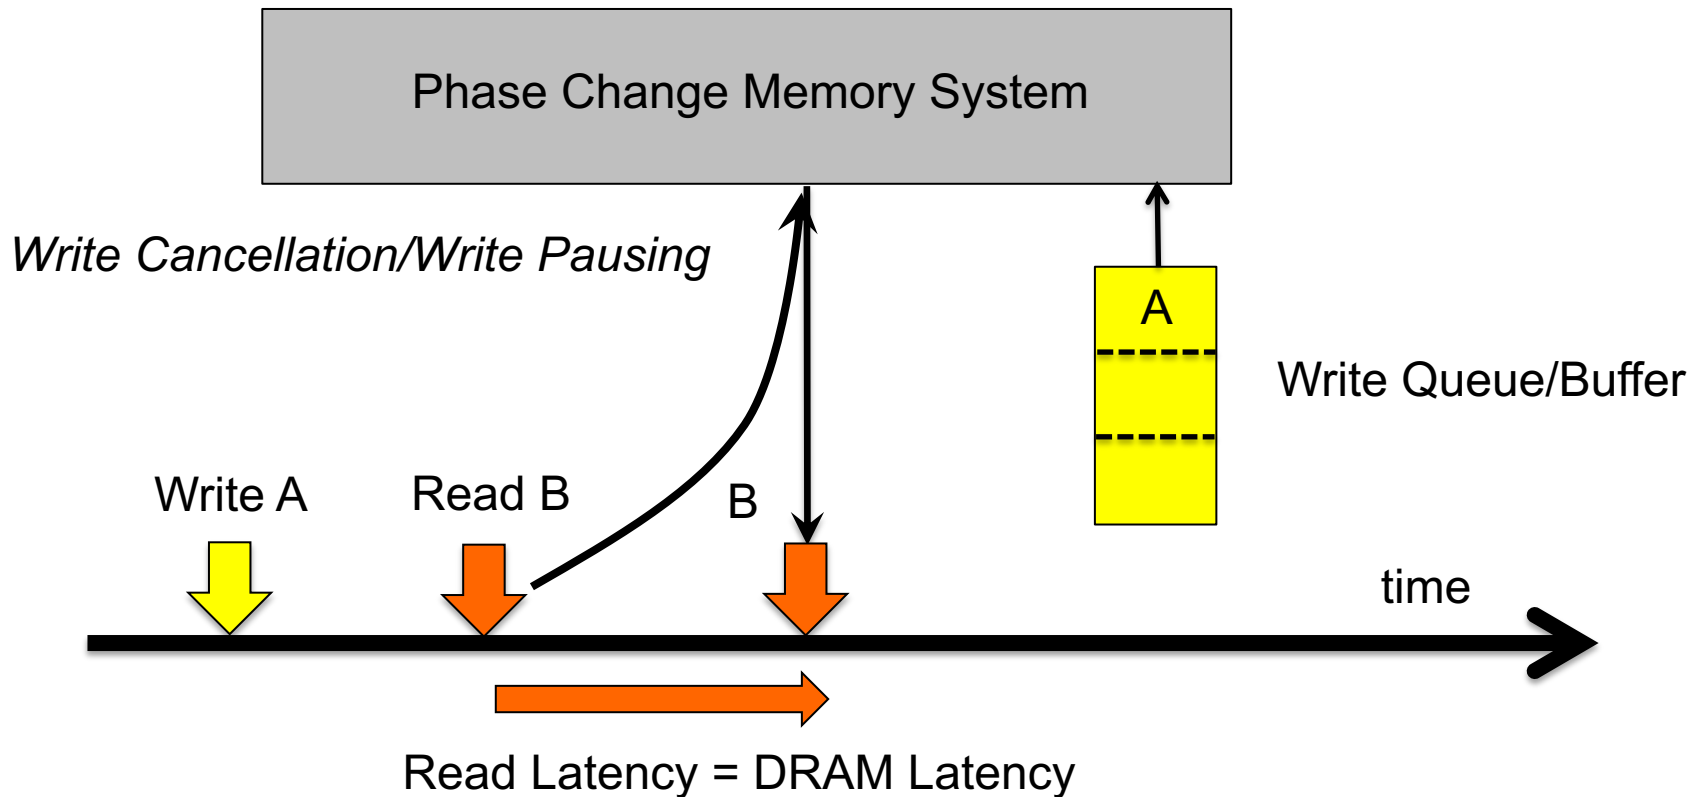 Phase Change Memory System
Write Cancellation/Write Pausing
A
Write Queue/Buffer
Write A
Read B
B
time
Read Latency = DRAM Latency